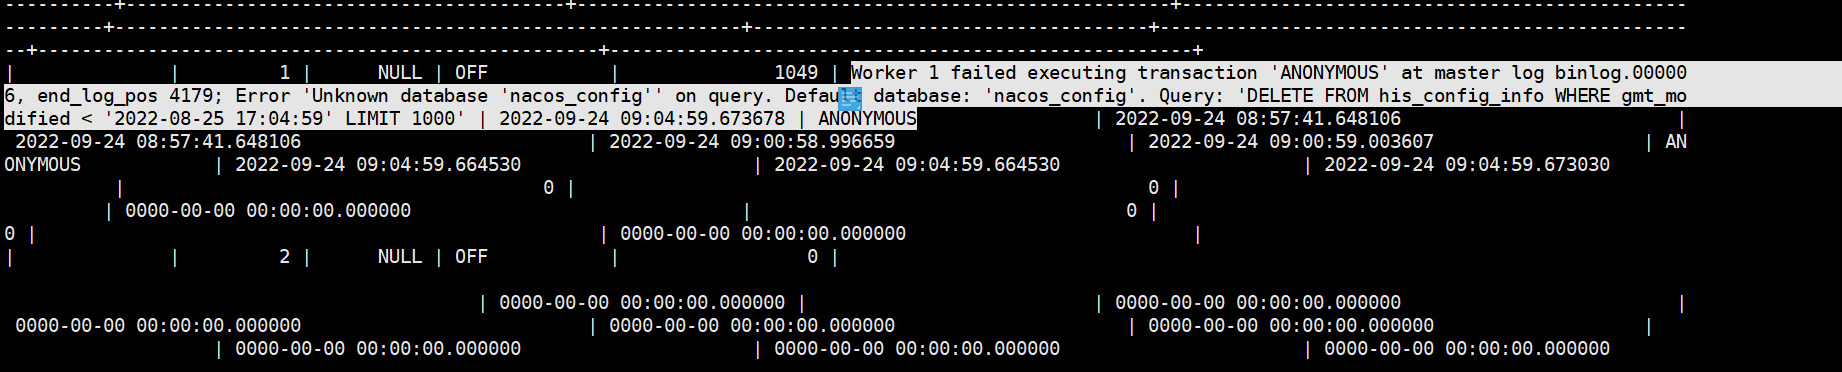 ----------+----------------------------------------+------------------------------------------------------+----------------------------------------------
---------+---------------------------------------------------------+------------------------------------+------------------------------------------------
--+---------------------------------------------------+-----------------------------------------------------+
|              |         1 |      NULL | OFF           |              1049 | Worker 1 failed executing transaction 'ANONYMOUS' at master log binlog.00000
6, end_log_pos 4179; Error 'Unknown database 'nacos_config'' on query. Default database: 'nacos_config'. Query: 'DELETE FROM his_config_info WHERE gmt_mo
dified < '2022-08-25 17:04:59' LIMIT 1000' | 2022-09-24 09:04:59.673678 | ANONYMOUS                | 2022-09-24 08:57:41.648106                         |
 2022-09-24 08:57:41.648106                          | 2022-09-24 09:00:58.996659                     | 2022-09-24 09:00:59.003607                   | AN
ONYMOUS            | 2022-09-24 09:04:59.664530                     | 2022-09-24 09:04:59.664530                      | 2022-09-24 09:04:59.673030
          |                                      0 |                                                    0 |
         | 0000-00-00 00:00:00.000000                              |                                  0 |
0 |                                                   | 0000-00-00 00:00:00.000000                          |
|              |         2 |      NULL | OFF           |                 0 |
                                           | 0000-00-00 00:00:00.000000 |                          | 0000-00-00 00:00:00.000000                         |
 0000-00-00 00:00:00.000000                          | 0000-00-00 00:00:00.000000                     | 0000-00-00 00:00:00.000000                   |
                   | 0000-00-00 00:00:00.000000                     | 0000-00-00 00:00:00.000000                      | 0000-00-00 00:00:00.000000